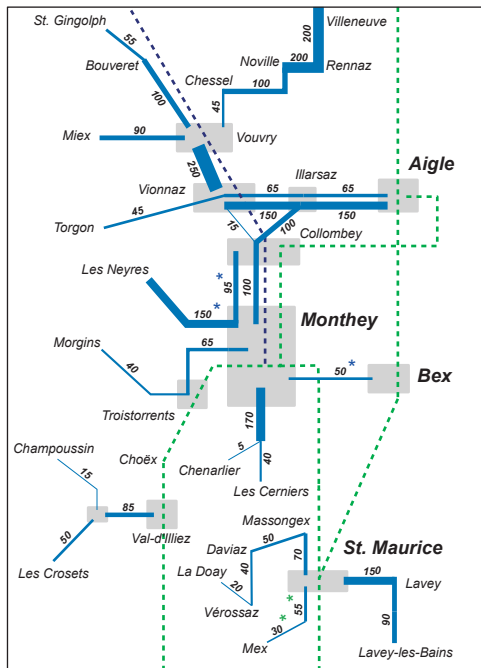 Villeneuve
St. Gingolph
200
55
Noville
200
Rennaz
Bouveret
Chessel
100
100
45
Miex
90
Vouvry
250
Aigle
Illarsaz
Vionnaz
65
65
45
150
150
Torgon
15
100
Collombey
Les Neyres
*
95
100
*
150
Monthey
Morgins
65
*
50
40
Bex
Troistorrents
170
Champoussin
Choëx
5
15
Chenarlier
40
Les Cerniers
85
50
Val-d'Illiez
Massongex
50
70
St. Maurice
Daviaz
La Doay
40
150
Lavey
Les Crosets
20
*
55
Vérossaz
*
90
30
Mex
Lavey-les-Bains